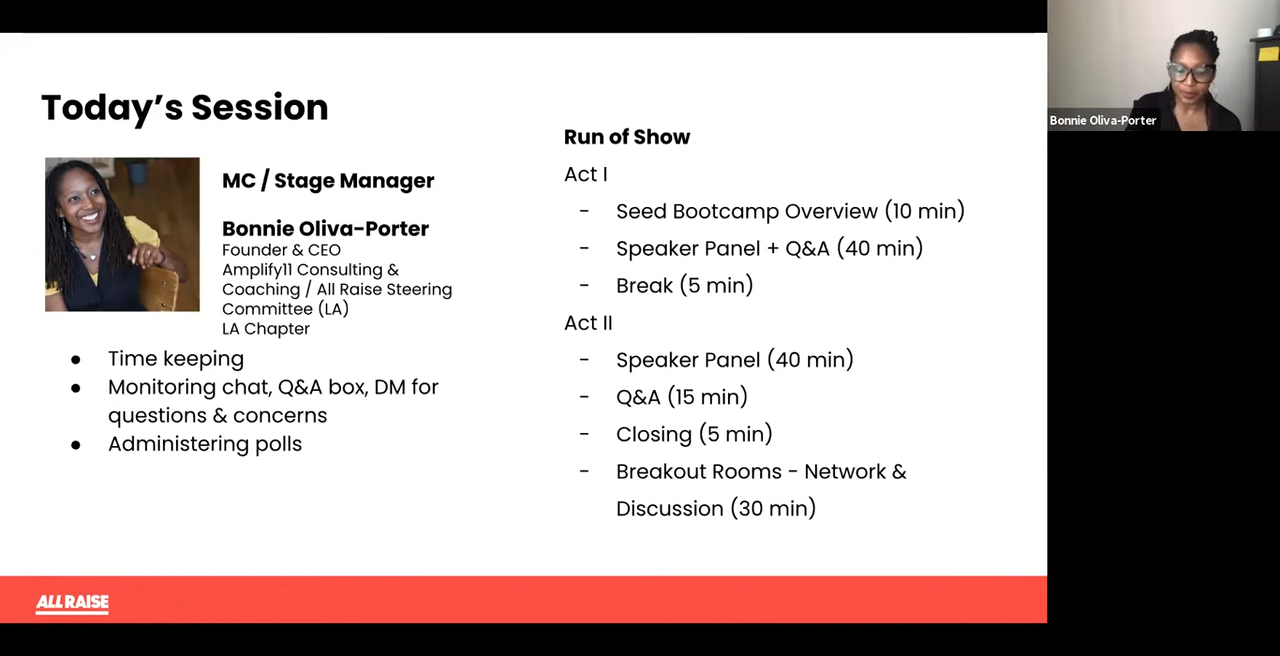 Today's Session
MC / Stage Manager
Bonnie Oliva-Porter
Founder & CEO
Amplify11 Consulting &
Coaching / All Raise Steering
Committee (LA)
LA Chapter
● Time keeping
● Monitoring chat, Q&A box, DM for
questions & concerns
● Administering polls
Run of Show
Act I
- Seed Bootcamp Overview (10 min)
- Speaker Panel + Q&A (40 min)
- Break (5 min)
Act II
- Speaker Panel (40 min)
- Q&A (15 min)
- Closing (5 min)
- Breakout Rooms - Network &
Discussion (30 min)
ALL RAISE
Bonnie Oliva-Porter